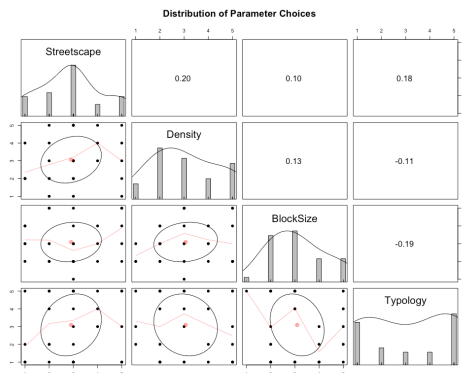 Distribution of Parameter Choices
1 2 3 4 5
1 2 3 4 5
Streetscape
0.20
0.10
0.18
1 2 3 4 5
Density
0.13
-0.11
BlockSize
-0.19
1 2 3 4 5
Typology